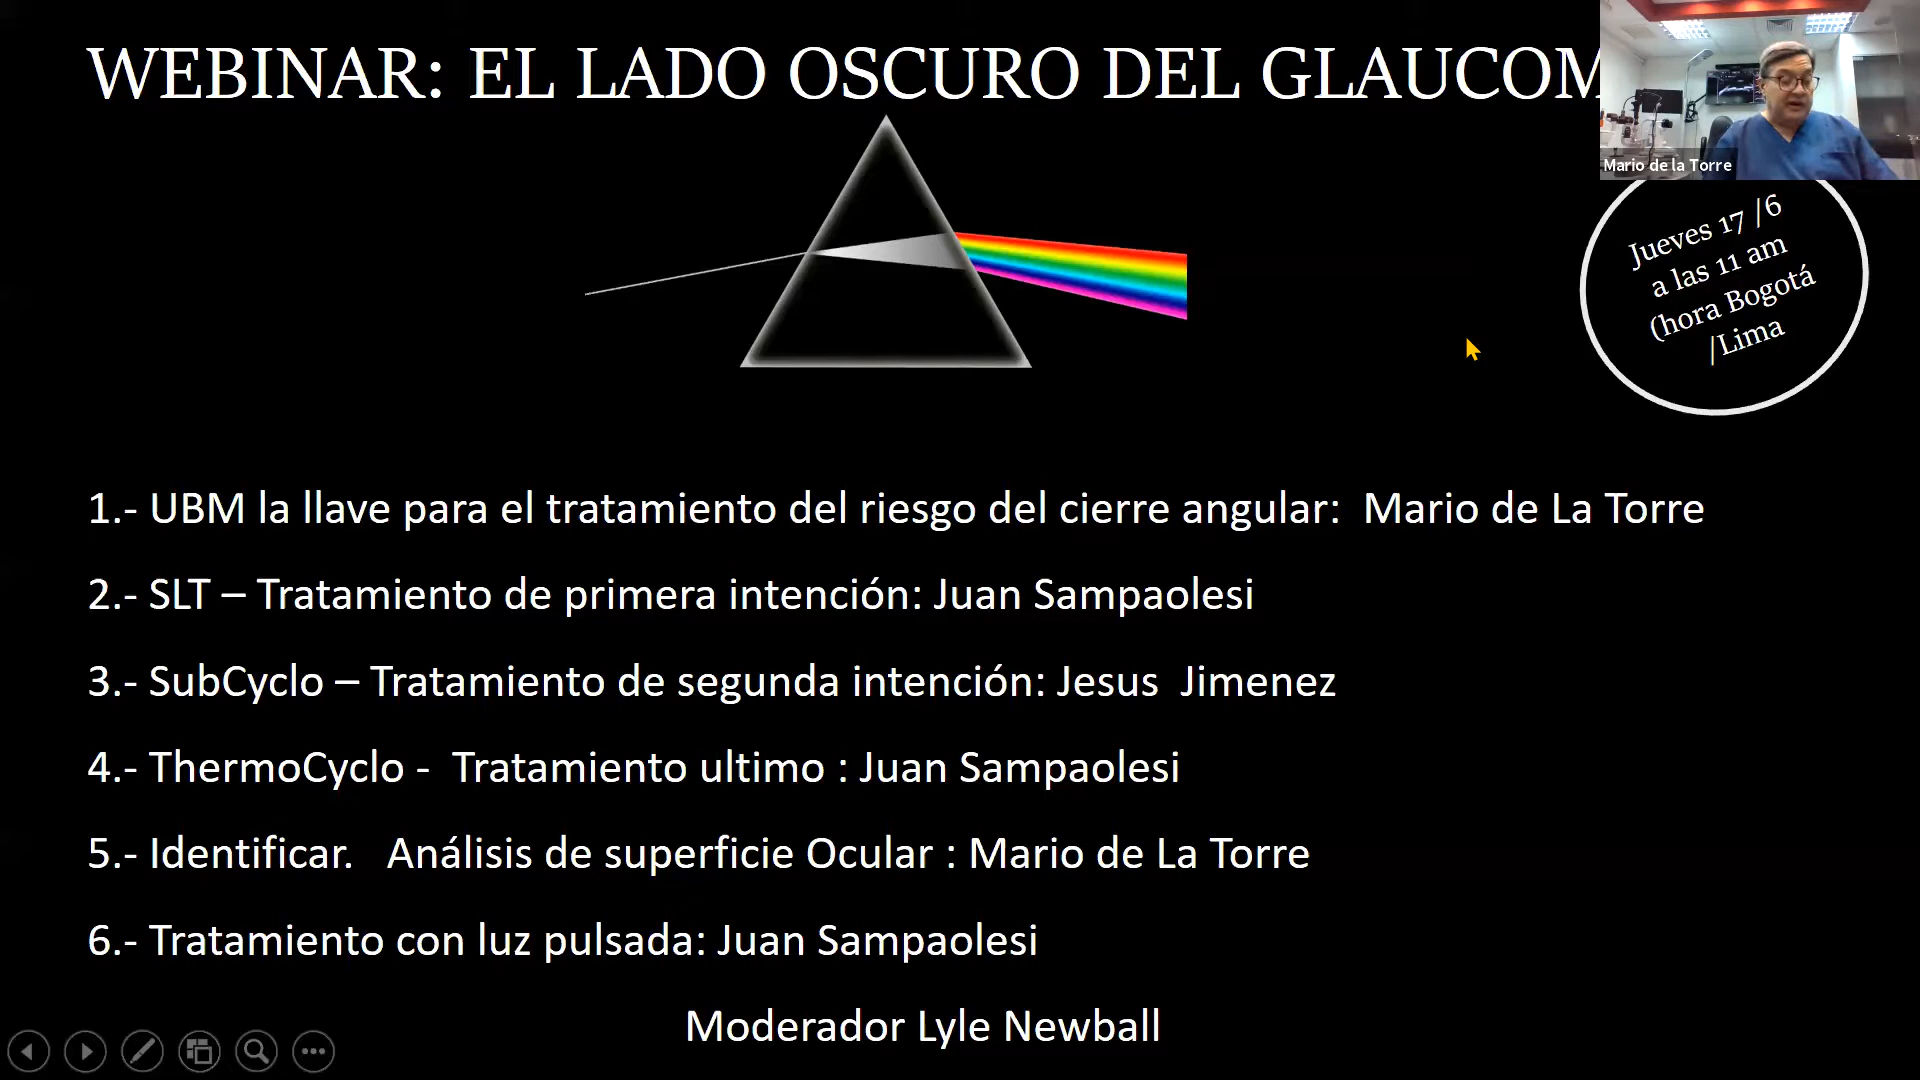 WEBINAR: EL LADO OSCURO DEL GLAUCOM
Mario de la Torre
Jueves 17 /6
a las 11 am
(hora Bogotá
/Lima
1.- UBM la llave para el tratamiento del riesgo del cierre angular: Mario de La Torre
2.- SLT – Tratamiento de primera intención: Juan Sampaolesi
3.- SubCyclo – Tratamiento de segunda intención: Jesus Jimenez
4.- ThermoCyclo - Tratamiento ultimo : Juan Sampaolesi
5.- Identificar. Análisis de superficie Ocular : Mario de La Torre
6.- Tratamiento con luz pulsada: Juan Sampaolesi
Moderador Lyle Newball